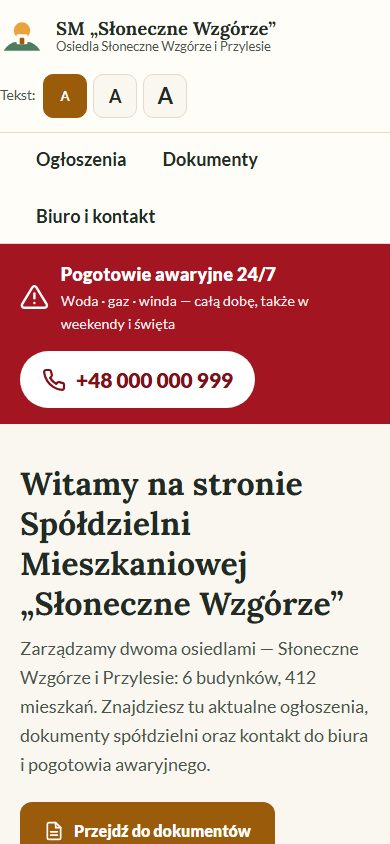 SM „Słoneczne Wzgórze”
Osiedla Słoneczne Wzgórze i Przylesie
Tekst: A A A
Ogłoszenia Dokumenty
Biuro i kontakt
Pogotowie awaryjne 24/7
Woda · gaz · winda — całą dobę, także w
weekendy i święta
+48 000 000 999
Witamy na stronie
Spółdzielni
Mieszkaniowej
„Słoneczne Wzgórze”
Zarządzamy dwoma osiedlami — Słoneczne
Wzgórze i Przylesie: 6 budynków, 412
mieszkań. Znajdziesz tu aktualne ogłoszenia,
dokumenty spółdzielni oraz kontakt do biura
i pogotowia awaryjnego.
Przejdź do dokumentów